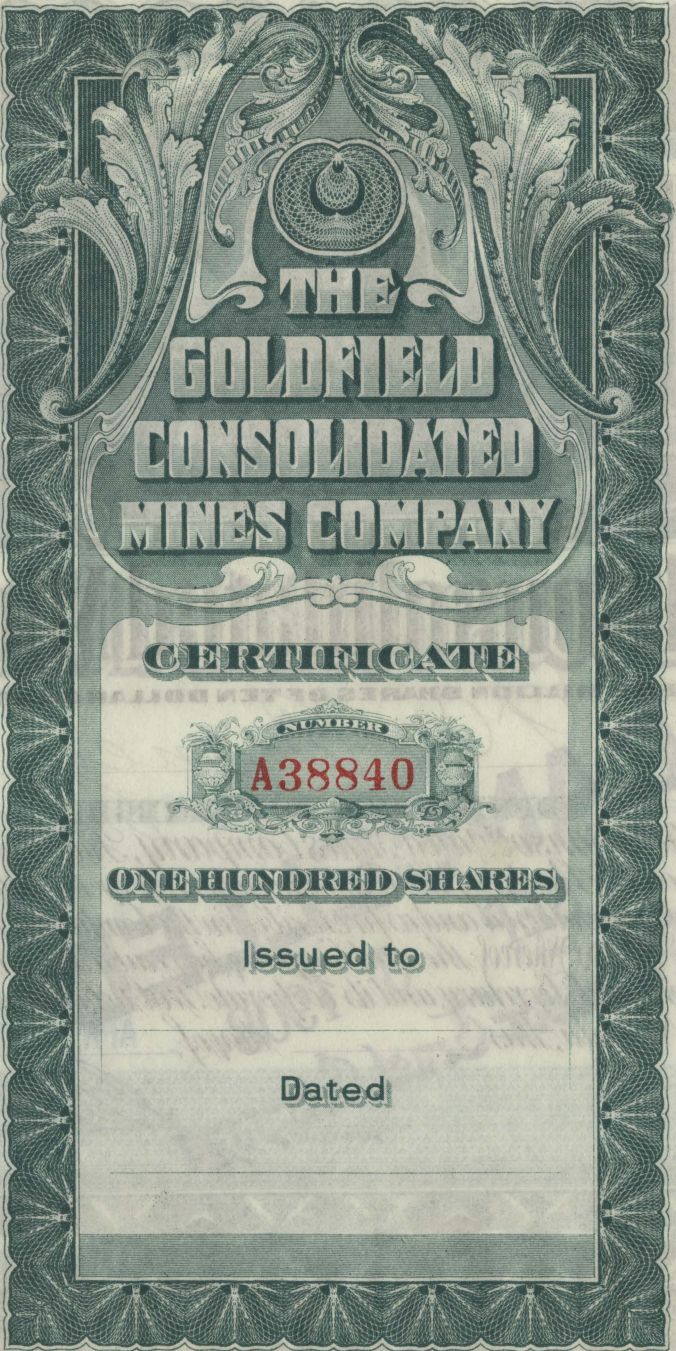 THE
GOLDFIELD
CONSOLIDATED
MINES COMPANY
CERTIFICATE
NUMBER
A38840
ONE HUNDRED SHARES
Issued to
Dated